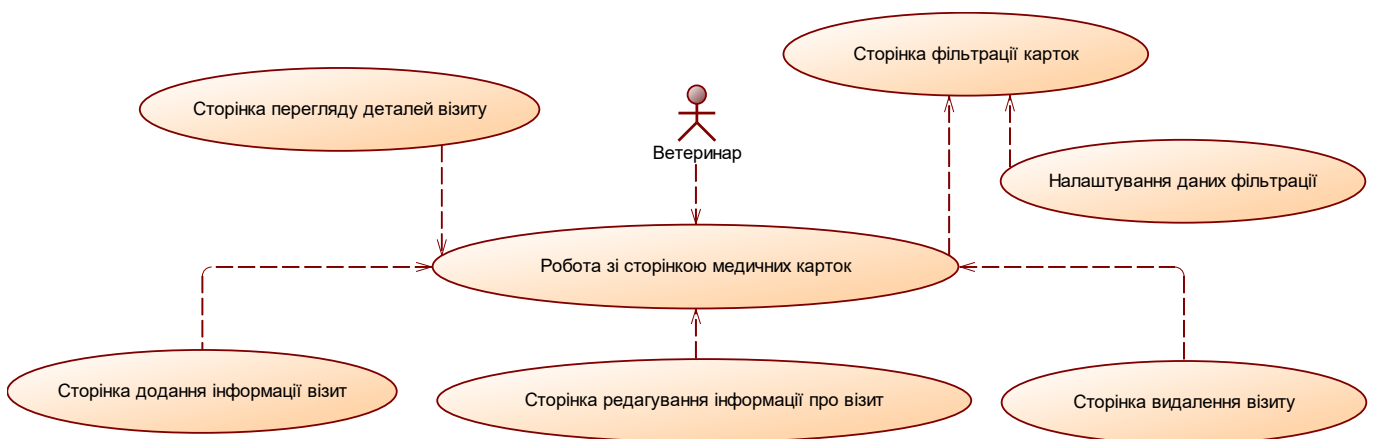 Сторінка фільтрації карток
Сторінка перегляду деталей візиту
Ветеринар
Налаштування даних фільтрації
Робота зі сторінкою медичних карток
Сторінка додання інформації візит
Сторінка редагування інформації про візит
Сторінка видалення візиту